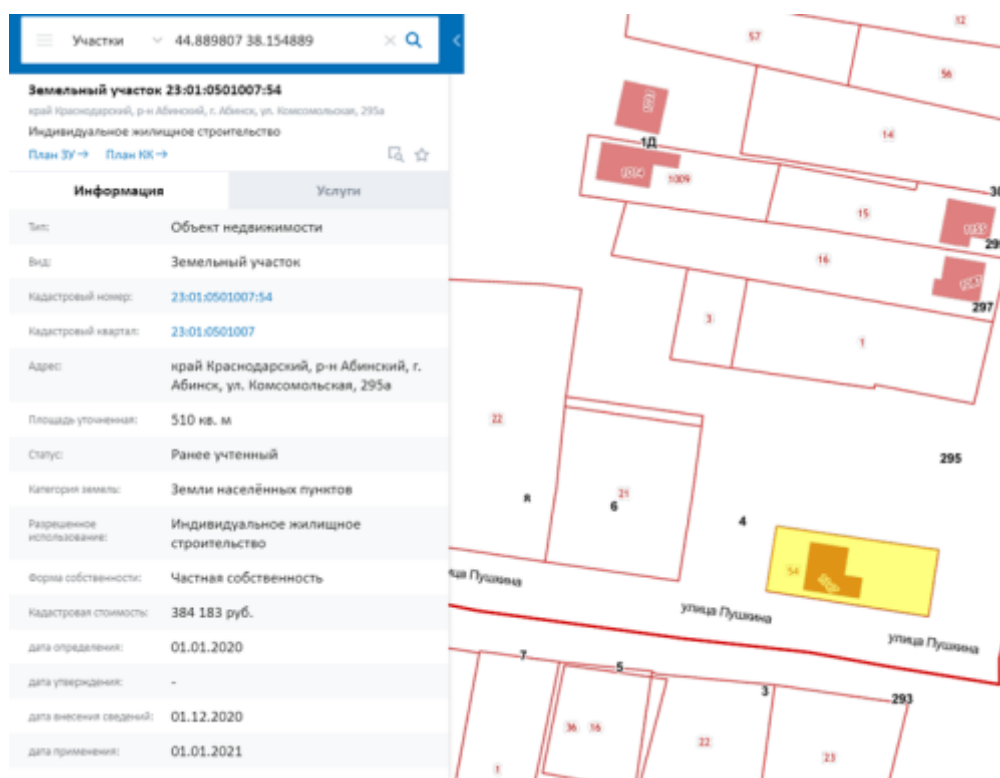 Участки 44.889807 38.154889
Земельный участок 23:01:0501007:54
край Краснодарский, р-н Абинский, г. Абинск, ул. Комсомольская, 295а
Индивидуальное жилищное строительство
План ЗУ → План КК →
Информация Услуги
Тип: Объект недвижимости
Вид: Земельный участок
Кадастровый номер: 23:01:0501007:54
Кадастровый квартал: 23:01:0501007
Адрес: край Краснодарский, р-н Абинский, г.
Абинск, ул. Комсомольская, 295а
Площадь уточненная: 510 кв. м
Статус: Ранее учтенный
Категория земель: Земли населённых пунктов
Разрешенное Индивидуальное жилищное
использование: строительство
Форма собственности: Частная собственность
Кадастровая стоимость: 384 183 руб.
дата определения: 01.01.2020
дата утверждения: -
дата внесения сведений: 01.12.2020
дата применения: 01.01.2021
12
57
56
14
1Д
1014 1009
15
16
297
3
1
22
21
295
я
6
4
54
улица Пушкина
улица Пушкина
7
5
3
293
36 16
22
23
1